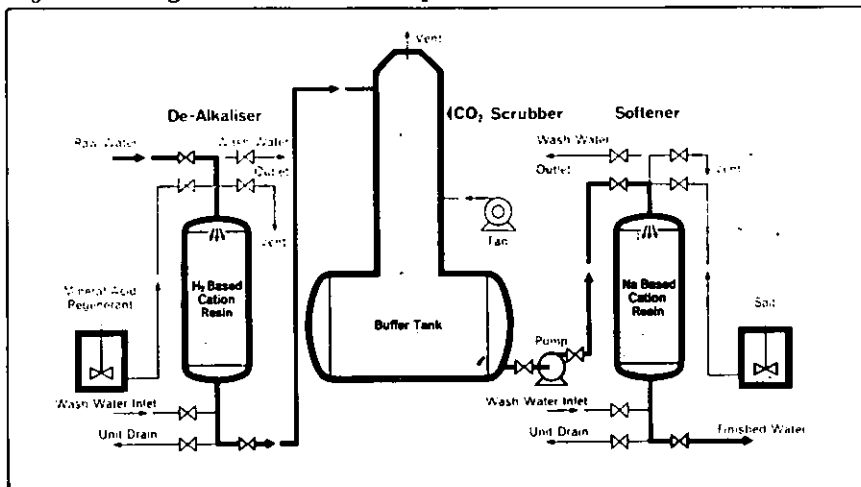 Vent
De-Alkaliser
CO₂ Scrubber
Softener
Raw Water
Wash Water
Outlet
Vent
Wash Water
Outlet
Vent
Fan
H₂ Based
Cation
Resin
Na Based
Cation
Resin
Mineral Acid
Regenerant
Buffer Tank
Pump
Salt
Wash Water Inlet
Unit Drain
Wash Water Inlet
Unit Drain
Finished Water